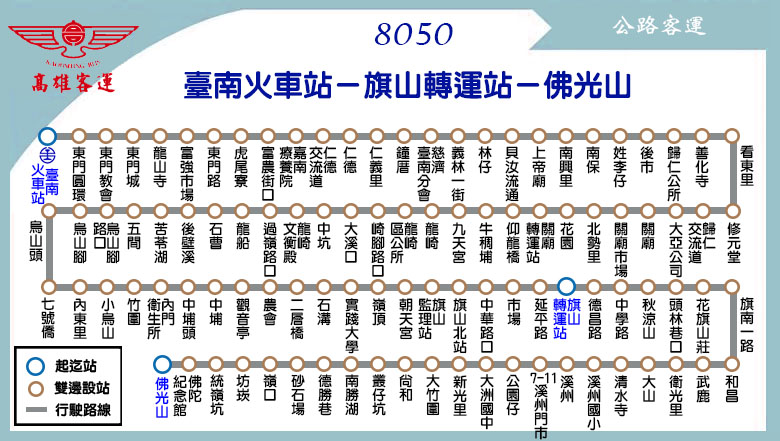 KAOHSIUNG BUS
高雄客運
8050
公路客運
臺南火車站－旗山轉運站－佛光山
臺南
火車站
東門圓環
東門教會
東門城
龍山寺
富強市場
東門路
虎尾寮
富農街口
嘉南
療養院
仁德
交流道
仁德
仁義里
鐘厝
慈濟
臺南分會
義林一街
林仔
貝汝流通
上帝廟
南興里
南保
姓李仔
後市
歸仁公所
善化寺
看東里
烏山頭
烏山腳
烏山腳
路口
五間
苦苓湖
後壁溪
石曹
龍船
過嶺路口
龍崎
文衡殿
中坑
大溪口
崎腳路口
龍崎
區公所
龍崎
九天宮
牛稠埔
仰龍橋
關廟
轉運站
花園
北勢里
關廟市場
關廟
大亞公司
歸仁
交流道
修元堂
七號橋
內東里
小烏山
竹圍
內門
衛生所
中埔頭
中埔
觀音亭
農會
二層橋
石溝
實踐大學
嶺頂
朝天宮
旗山
監理站
旗山北站
中華路口
市場
延平路
旗山
轉運站
德昌路
中學路
秋涼山
頭林巷口
花旗山莊
旗南一路
佛光山
佛陀
紀念館
統嶺坑
坊崁
嶺口
砂石場
德勝巷
南勝湖
叢仔坑
尙和
大竹圍
新光里
大洲國中
公園仔
7-11
溪州門市
溪州
溪州國小
清水寺
大山
衛光里
武鹿
和昌
起迄站
雙邊設站
行駛路線